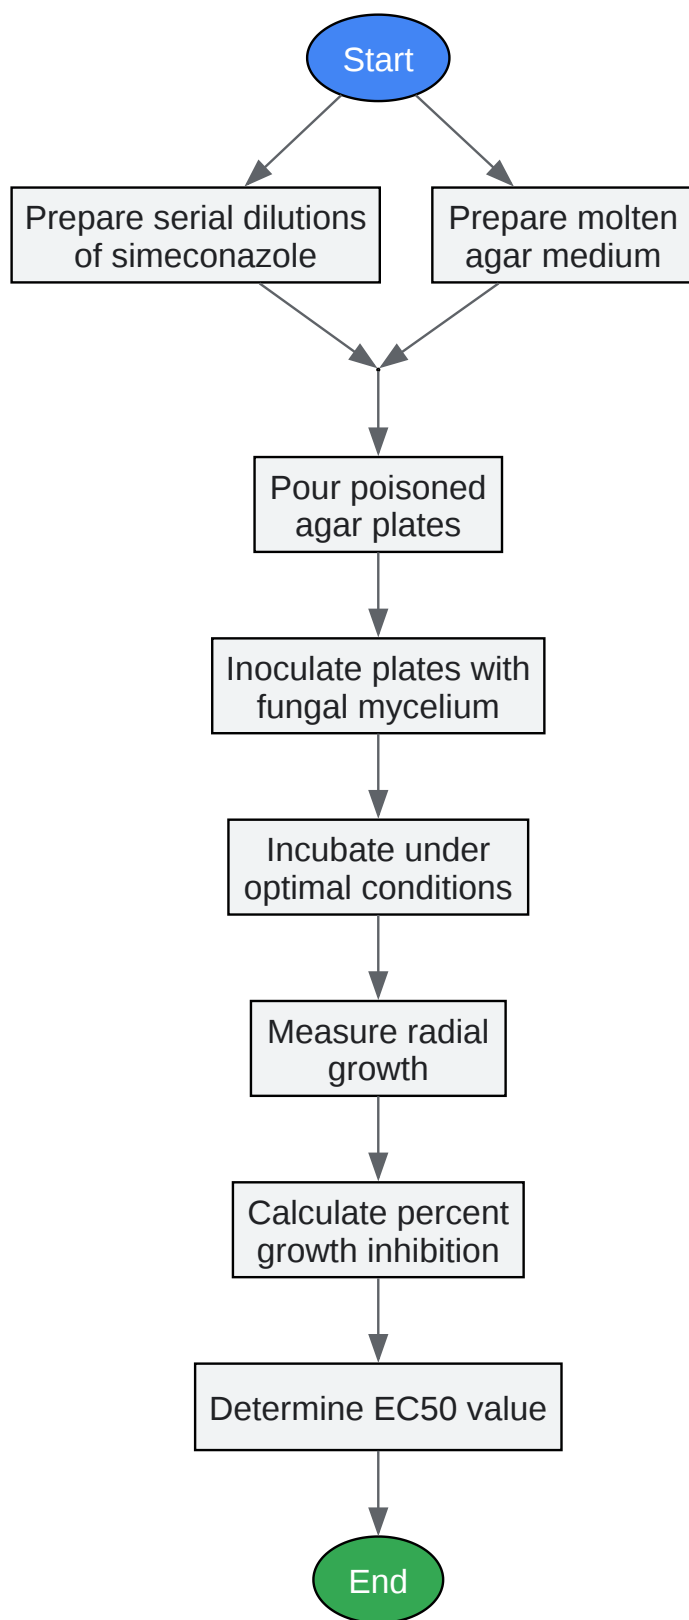 Start
Prepare serial dilutions
of simeconazole
Prepare molten
agar medium
Pour poisoned
agar plates
Inoculate plates with
fungal mycelium
Incubate under
optimal conditions
Measure radial
growth
Calculate percent
growth inhibition
Determine EC50 value
End